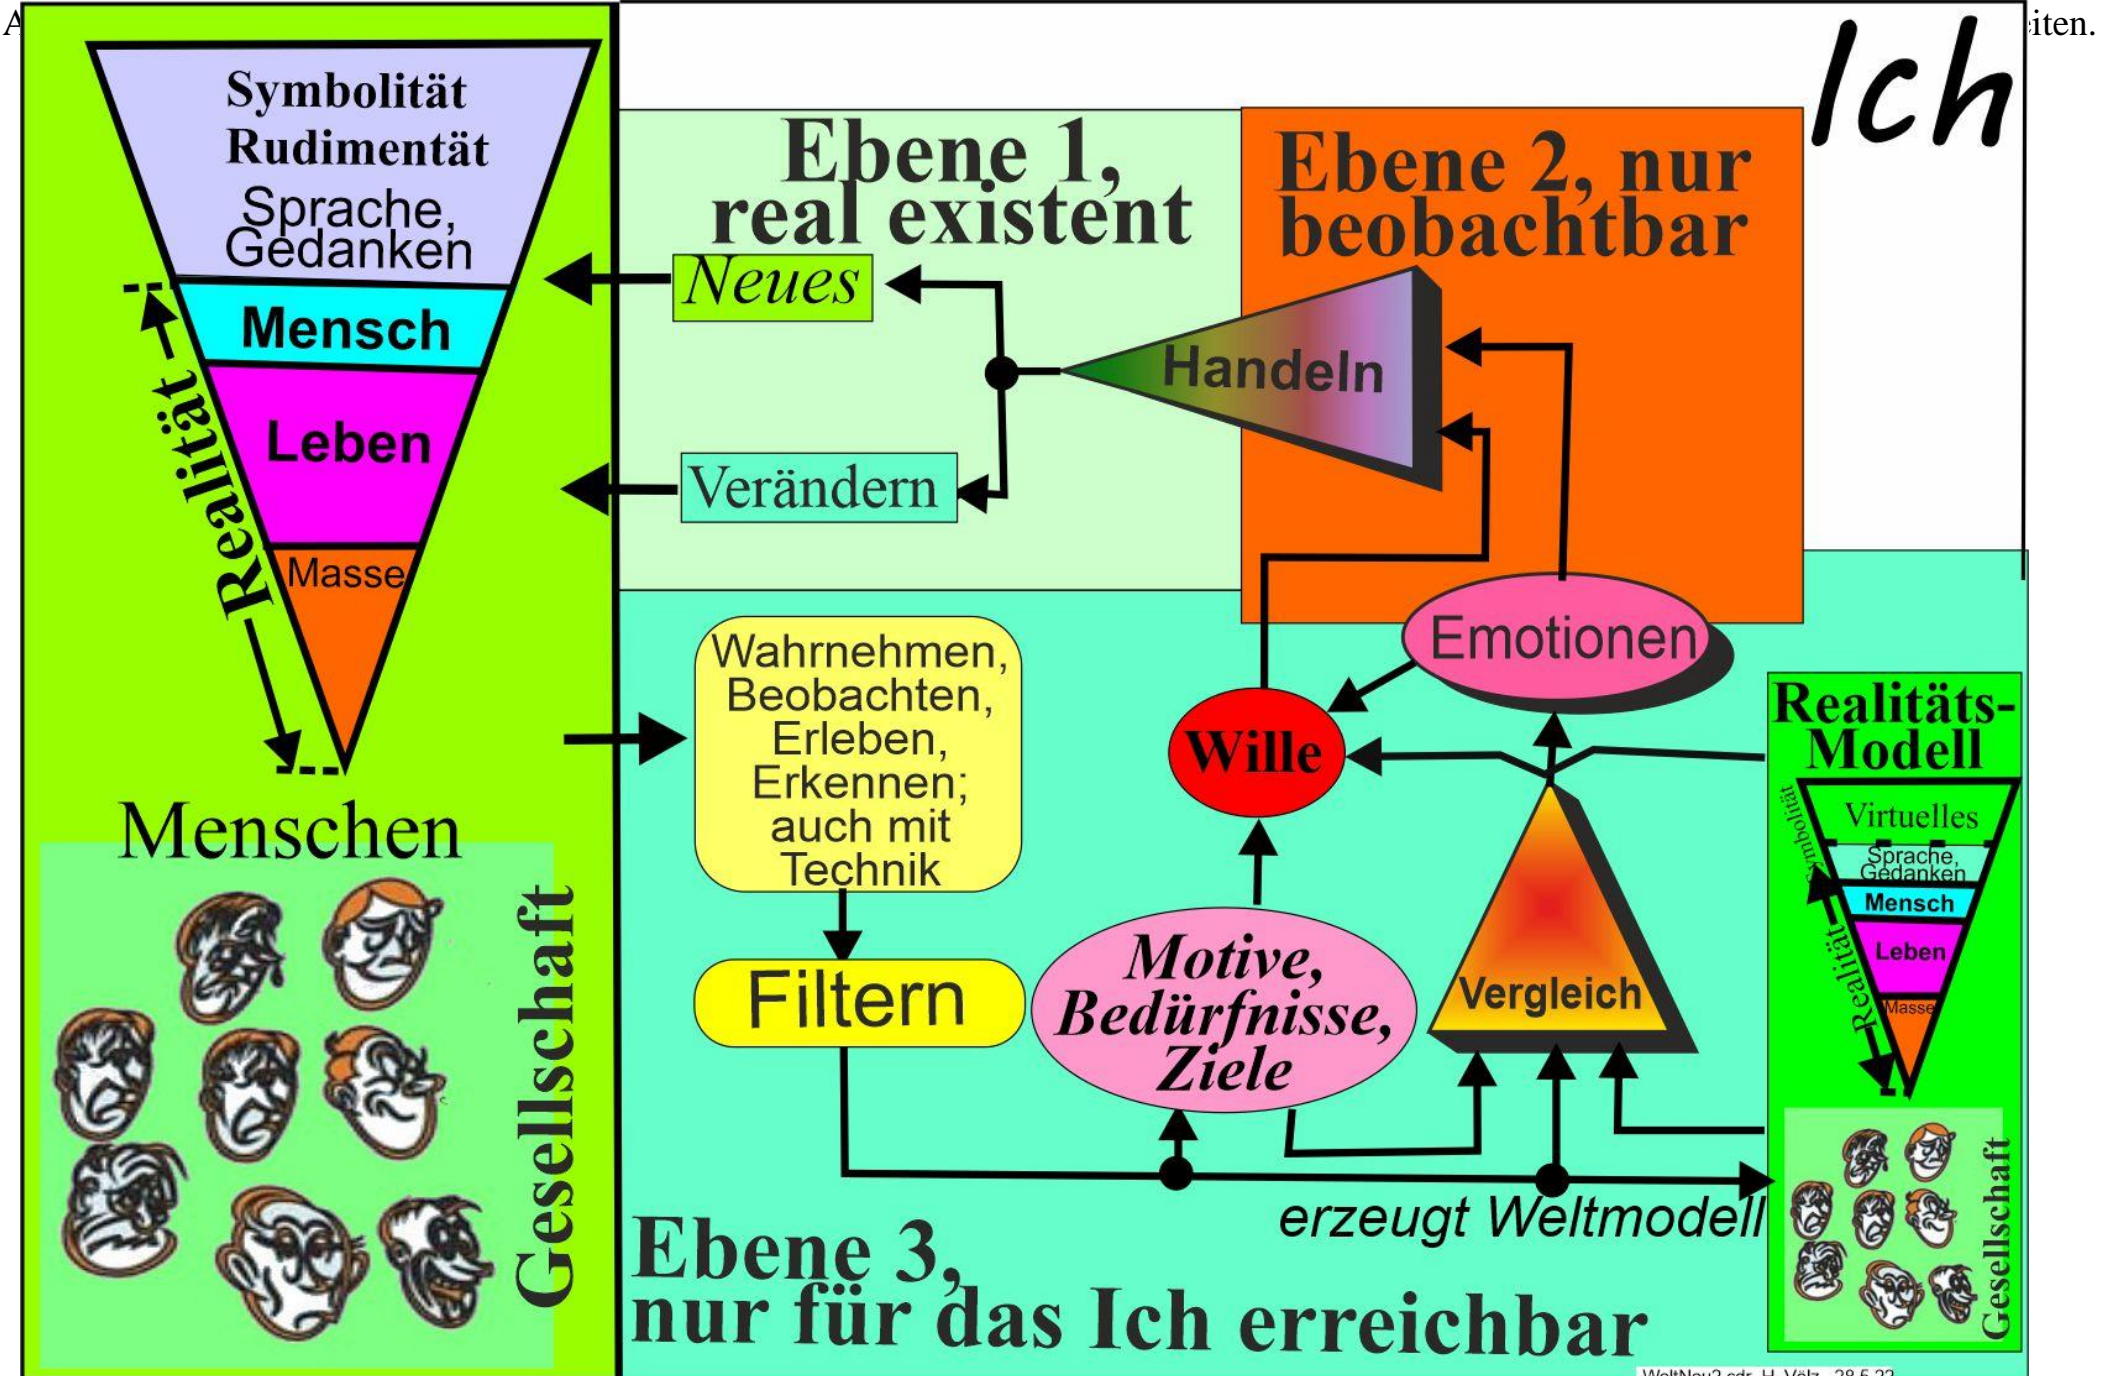 iten.
Ich
Symbolität
Rudimentät
Sprache,
Gedanken
Mensch
Leben
Masse
Realität
Menschen
Gesellschaft
Ebene 1,
real existent
Neues
Verändern
Ebene 2, nur
beobachtbar
Handeln
Emotionen
Wille
Wahrnehmen,
Beobachten,
Erleben,
Erkennen;
auch mit
Technik
Filtern
Motive,
Bedürfnisse,
Ziele
Vergleich
erzeugt Weltmodell
Ebene 3,
nur für das Ich erreichbar
Realitäts-
Modell
Symbolität
Virtuelles
Sprache,
Gedanken
Mensch
Leben
Masse
Realität
Gesellschaft